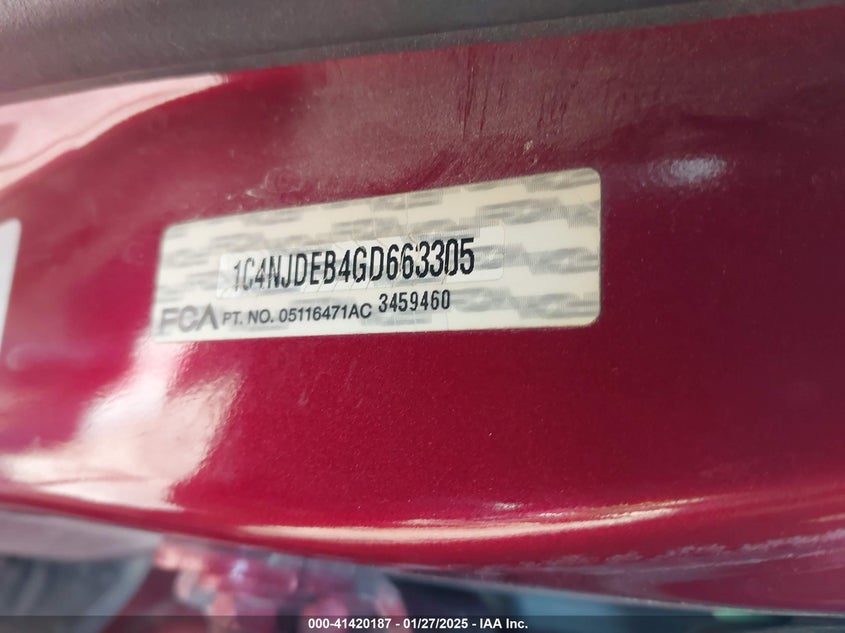 1C4NJDEB4GD663305
FCA PT. NO. 05116471AC 3459460
000-41420187 - 01/27/2025 - IAA Inc.